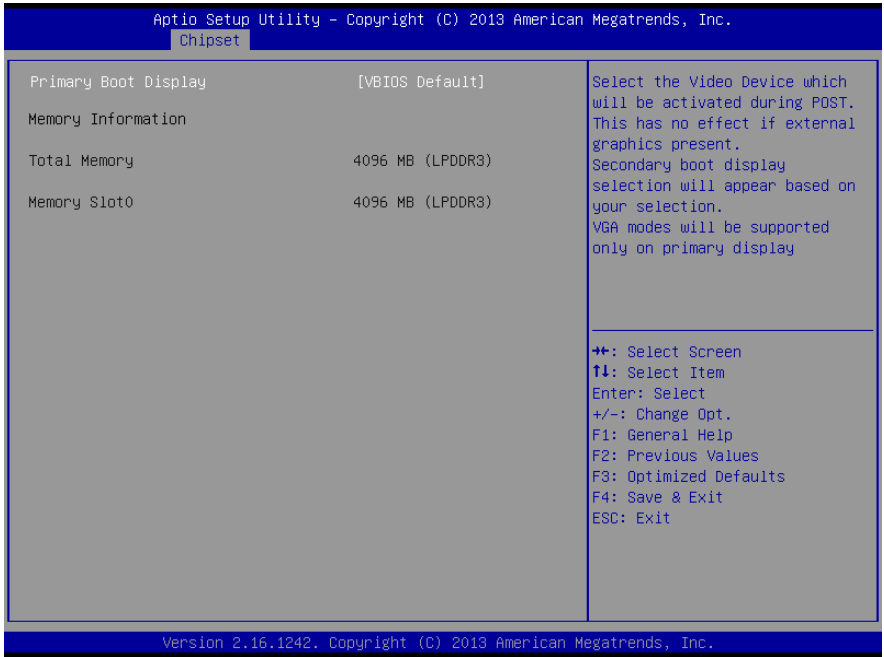 Aptio Setup Utility – Copyright (C) 2013 American Megatrends, Inc.
Chipset
Primary Boot Display [VBIOS Default]
Memory Information
Total Memory 4096 MB (LPDDR3)
Memory Slot0 4096 MB (LPDDR3)
Select the Video Device which
will be activated during POST.
This has no effect if external
graphics present.
Secondary boot display
selection will appear based on
your selection.
VGA modes will be supported
only on primary display
→←: Select Screen
↑↓: Select Item
Enter: Select
+/-: Change Opt.
F1: General Help
F2: Previous Values
F3: Optimized Defaults
F4: Save & Exit
ESC: Exit
Version 2.16.1242. Copyright (C) 2013 American Megatrends, Inc.